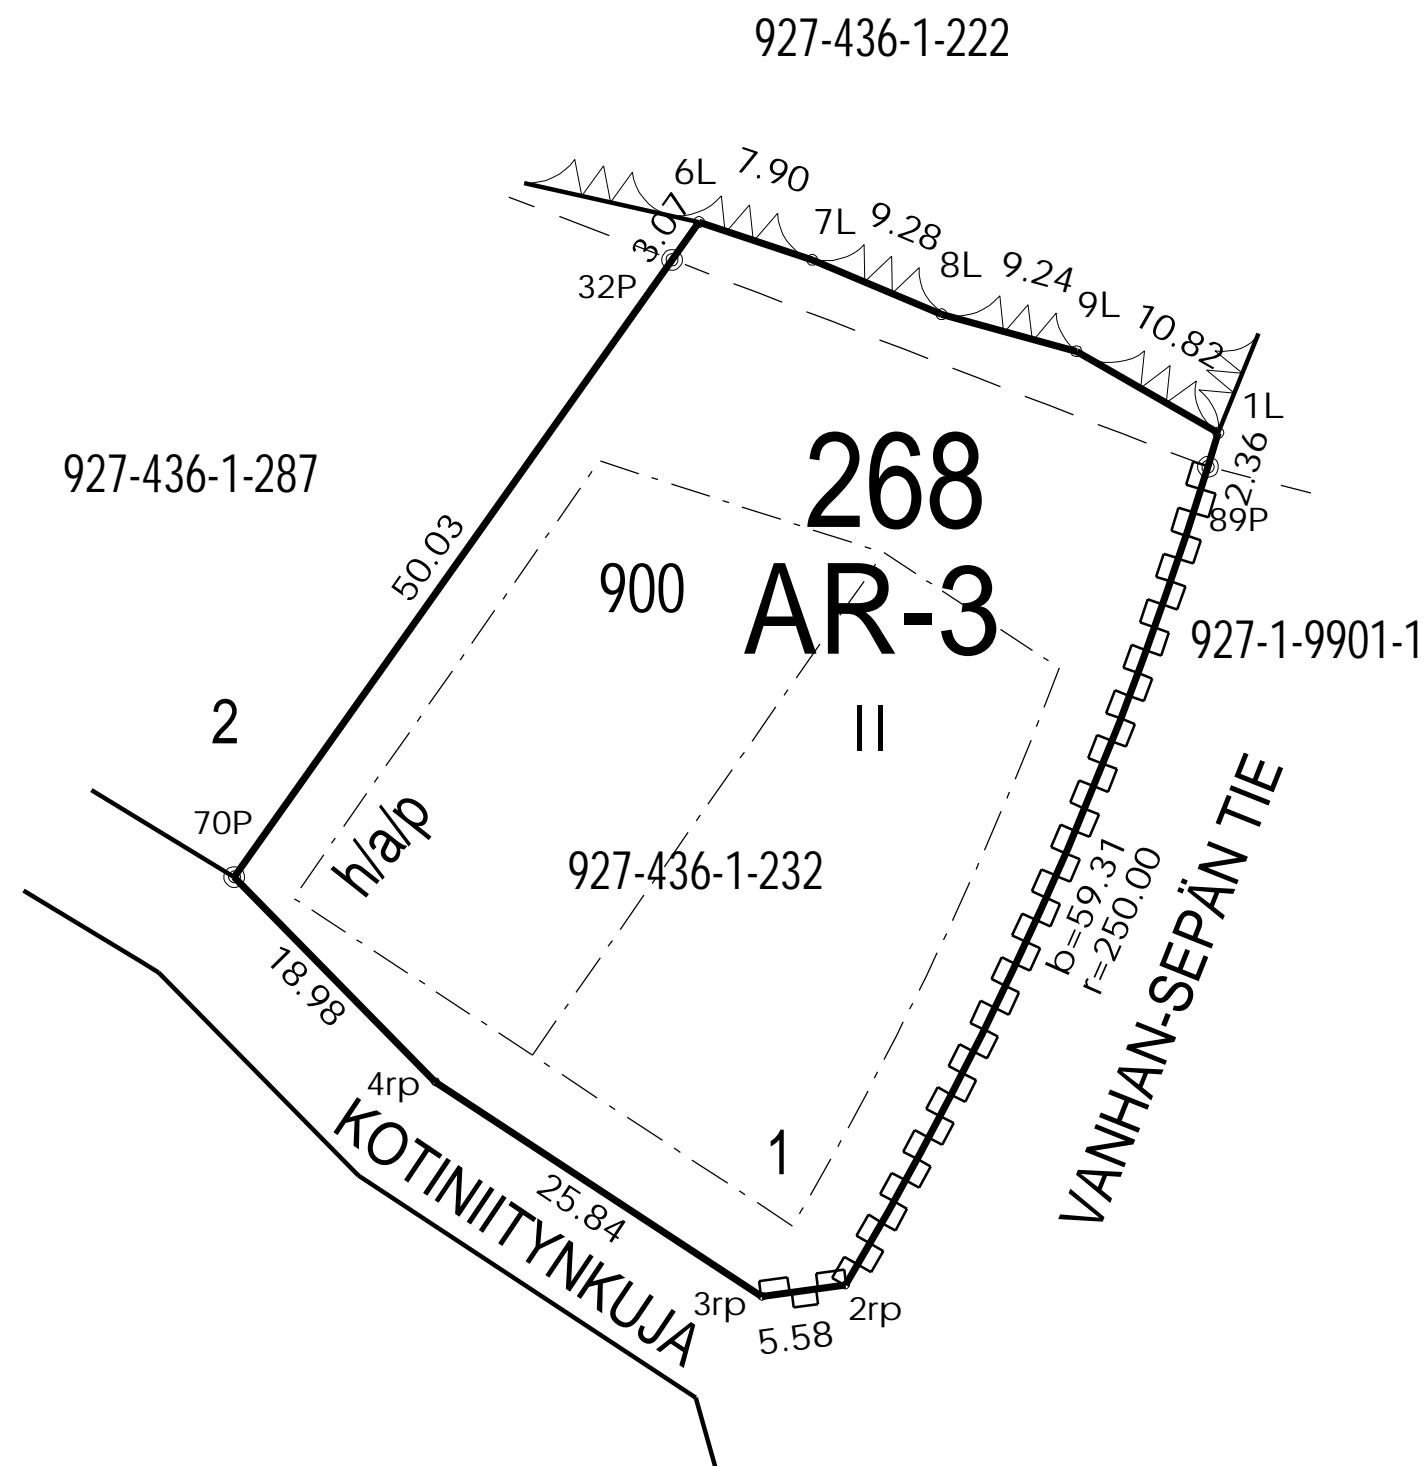 927-436-1-222
6L
7.90
3.07
7L
9.28
8L
9.24
9L
10.82
32P
1L
2.36
89P
268
927-436-1-287
50.03
900
AR-3
927-1-9901-1
2
II
70P
h/a/p
927-436-1-232
b=59.31
r=250.00
VANHAN-SEPÄN TIE
18.98
4rp
KOTINIITYNKUJA
25.84
1
3rp
2rp
5.58